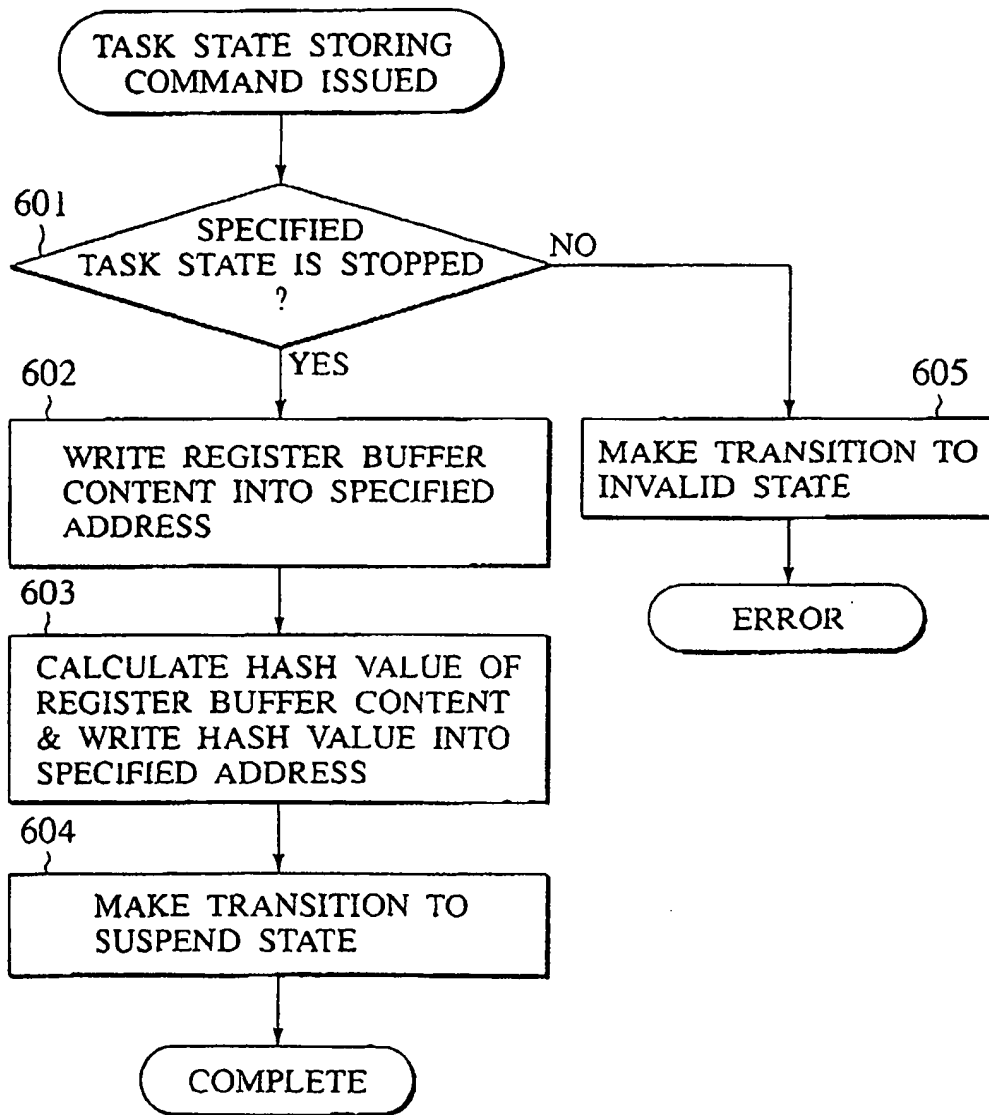 TASK STATE STORING
COMMAND ISSUED
601
SPECIFIED
TASK STATE IS STOPPED
?
NO
YES
602
WRITE REGISTER BUFFER
CONTENT INTO SPECIFIED
ADDRESS
605
MAKE TRANSITION TO
INVALID STATE
ERROR
603
CALCULATE HASH VALUE OF
REGISTER BUFFER CONTENT
& WRITE HASH VALUE INTO
SPECIFIED ADDRESS
604
MAKE TRANSITION TO
SUSPEND STATE
COMPLETE